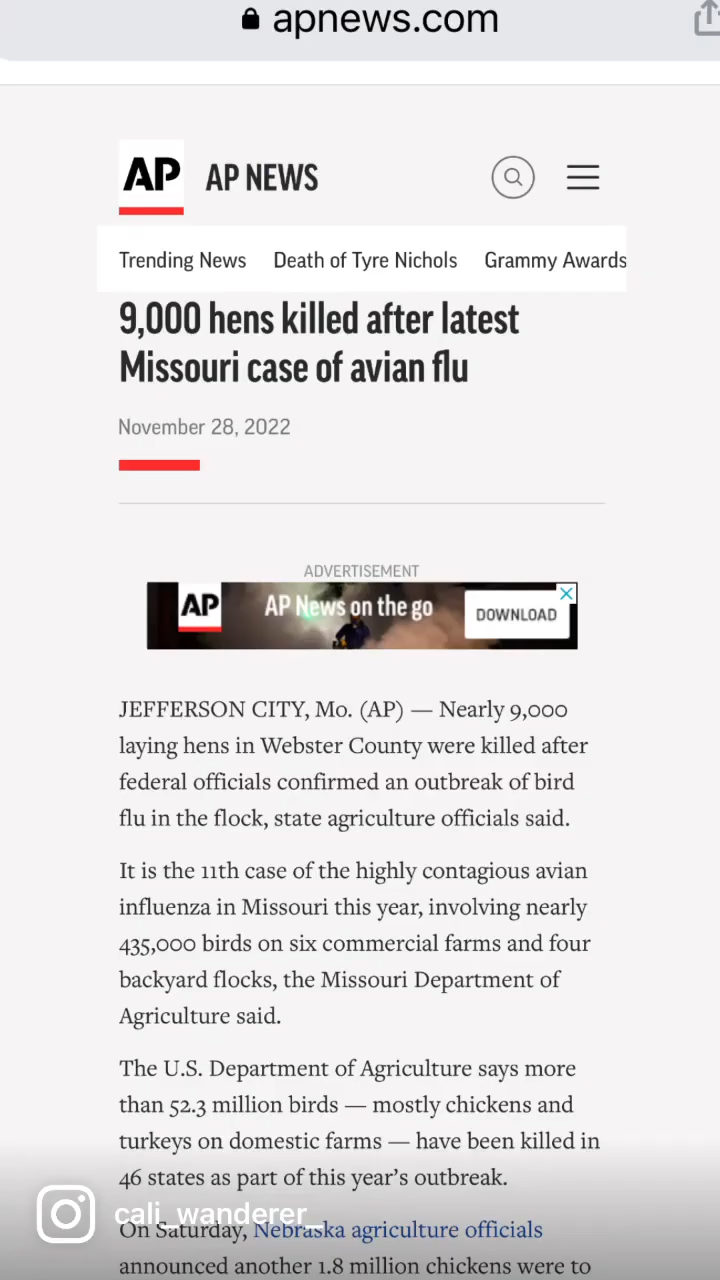 apnews.com
AP AP NEWS
Trending News Death of Tyre Nichols Grammy Awards
9,000 hens killed after latest
Missouri case of avian flu
November 28, 2022
ADVERTISEMENT
AP AP News on the go DOWNLOAD
JEFFERSON CITY, Mo. (AP) — Nearly 9,000
laying hens in Webster County were killed after
federal officials confirmed an outbreak of bird
flu in the flock, state agriculture officials said.
It is the 11th case of the highly contagious avian
influenza in Missouri this year, involving nearly
435,000 birds on six commercial farms and four
backyard flocks, the Missouri Department of
Agriculture said.
The U.S. Department of Agriculture says more
than 52.3 million birds — mostly chickens and
turkeys on domestic farms — have been killed in
46 states as part of this year's outbreak.
cali_wanderer_
On Saturday, Nebraska agriculture officials
announced another 1.8 million chickens were to